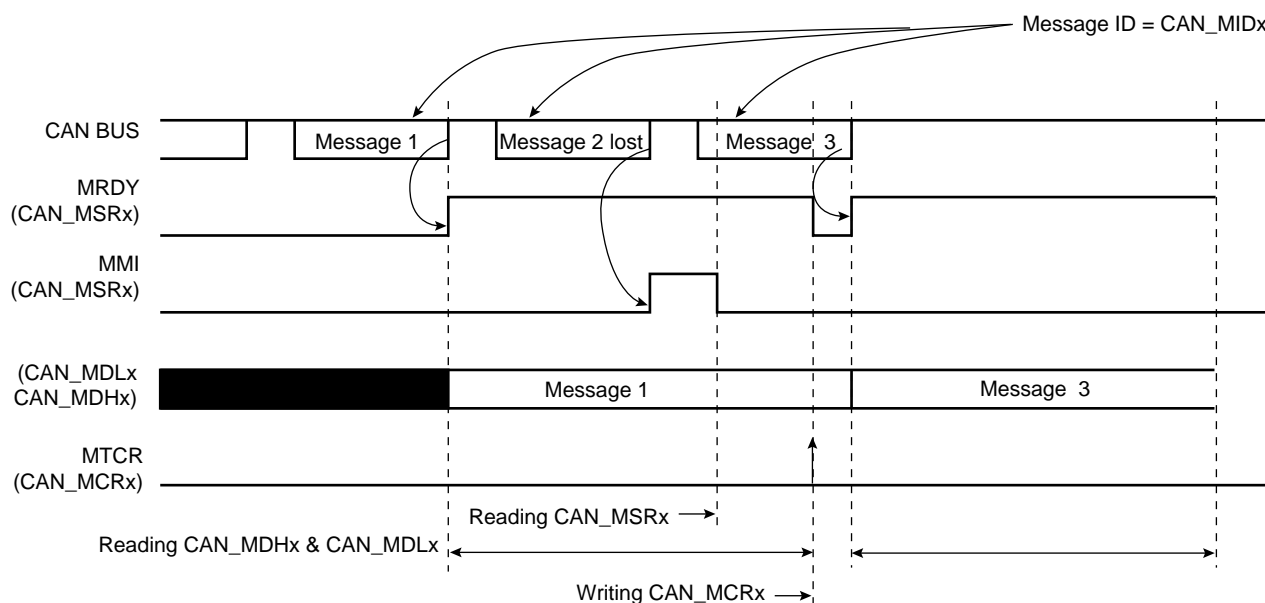 Message ID = CAN_MIDx
CAN BUS
Message 1
Message 2 lost
Message 3
MRDY
(CAN_MSRx)
MMI
(CAN_MSRx)
(CAN_MDLx
CAN_MDHx)
Message 1
Message 3
MTCR
(CAN_MCRx)
Reading CAN_MSRx
Reading CAN_MDHx & CAN_MDLx
Writing CAN_MCRx